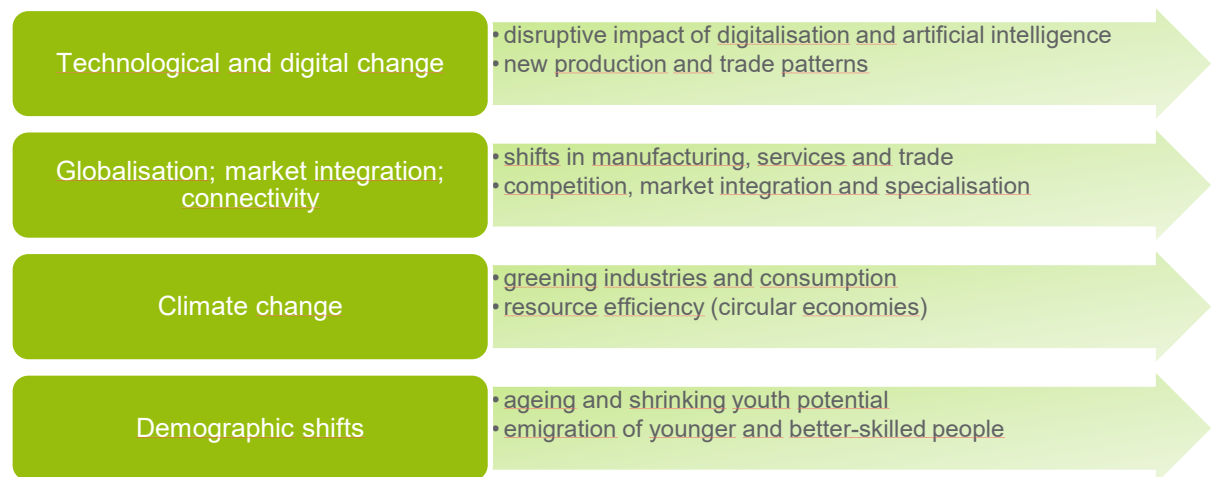 Technological and digital change
• disruptive impact of digitalisation and artificial intelligence
• new production and trade patterns
Globalisation; market integration;
connectivity
• shifts in manufacturing, services and trade
• competition, market integration and specialisation
Climate change
• greening industries and consumption
• resource efficiency (circular economies)
Demographic shifts
• ageing and shrinking youth potential
• emigration of younger and better-skilled people